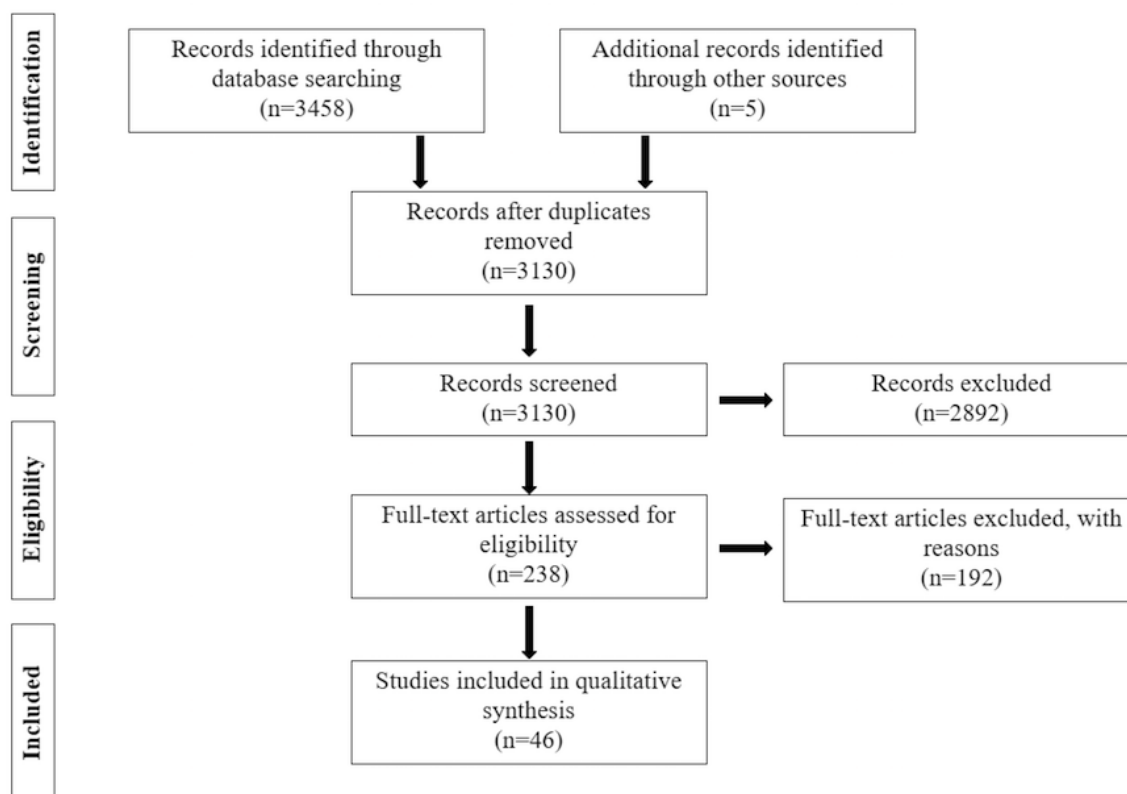 Identification
Records identified through
database searching
(n=3458)
Additional records identified
through other sources
(n=5)
Screening
Records after duplicates
removed
(n=3130)
Records screened
(n=3130)
Records excluded
(n=2892)
Eligibility
Full-text articles assessed for
eligibility
(n=238)
Full-text articles excluded, with
reasons
(n=192)
Included
Studies included in qualitative
synthesis
(n=46)